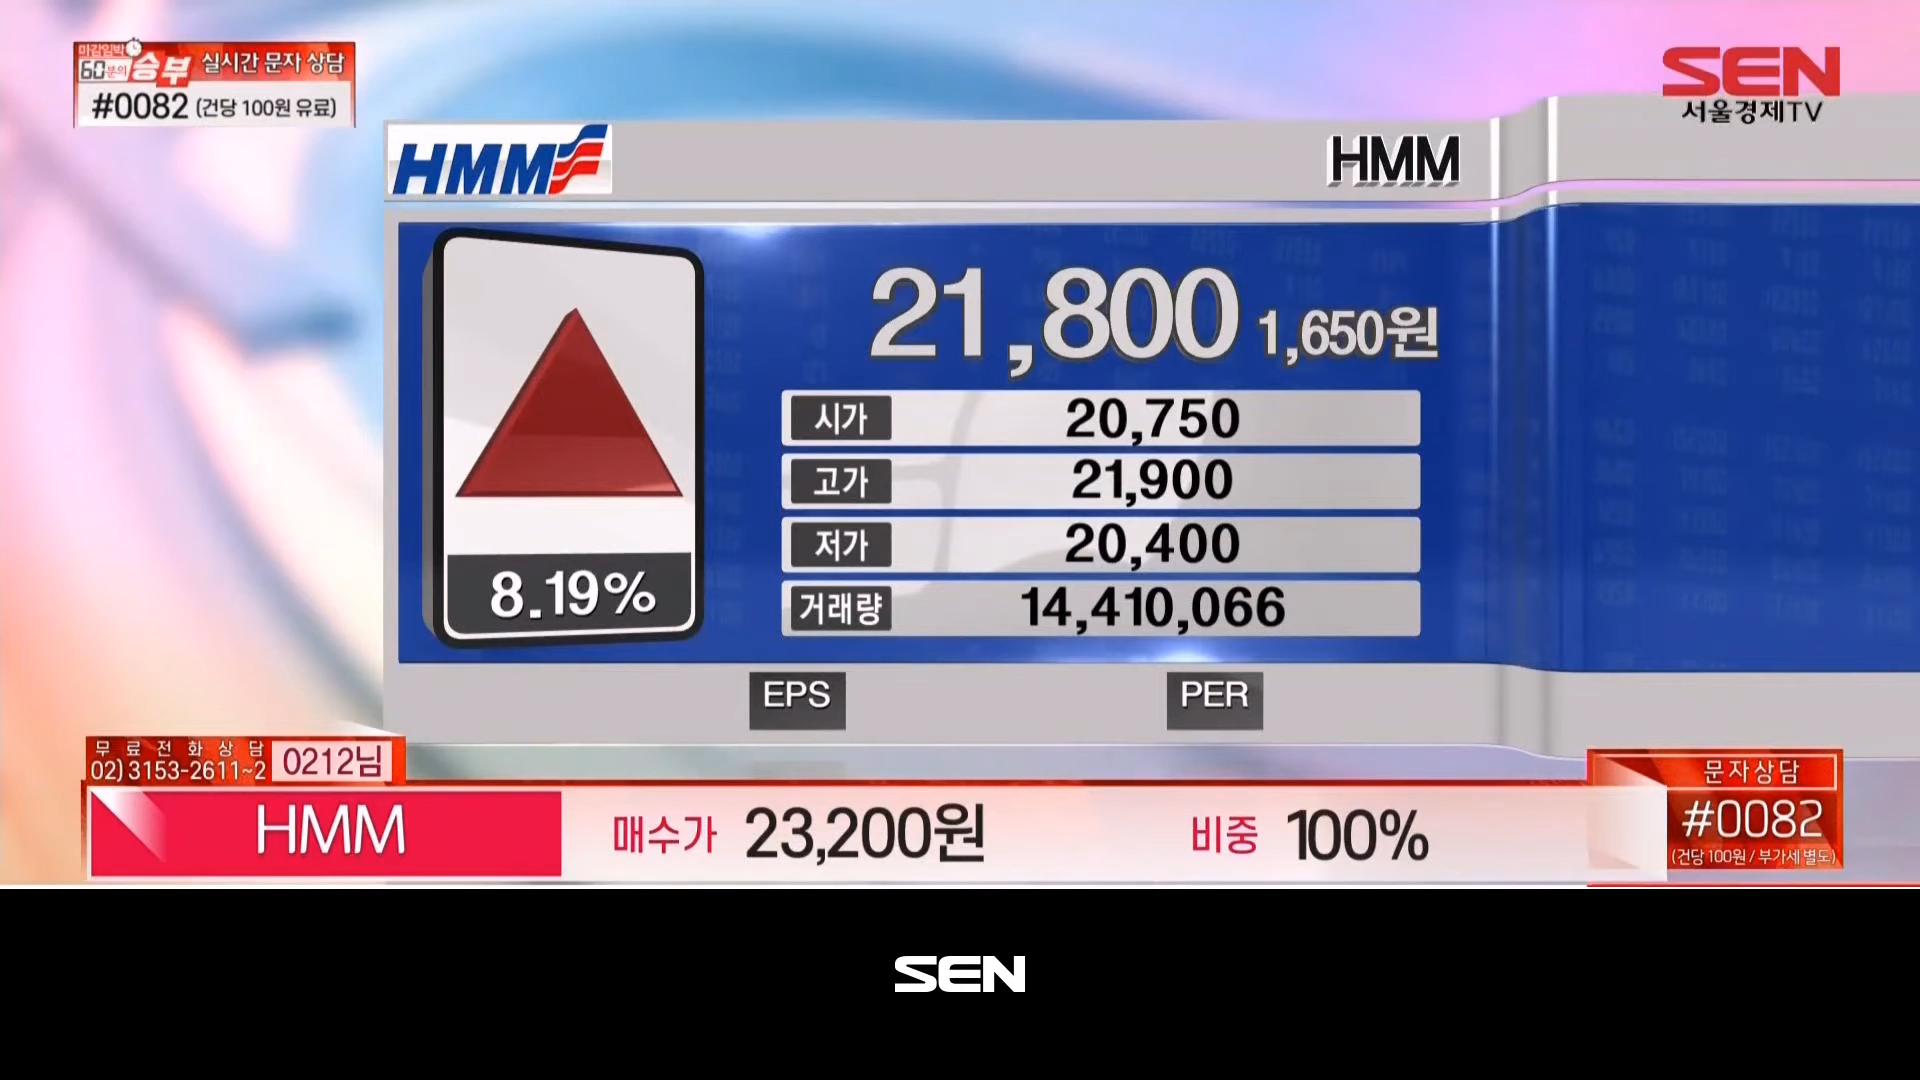 마감임박
60분의 승부 실시간 문자 상담
#0082 (건당 100원 유료)
SEN
서울경제TV
HMM
HMM
21,800 1,650원
시가 20,750
고가 21,900
저가 20,400
거래량 14,410,066
8.19%
EPS PER
무료전화상담
02)3153-2611~2 0212님
HMM 매수가 23,200원 비중 100%
문자상담
#0082
(건당 100원 / 부가세 별도)
SEN